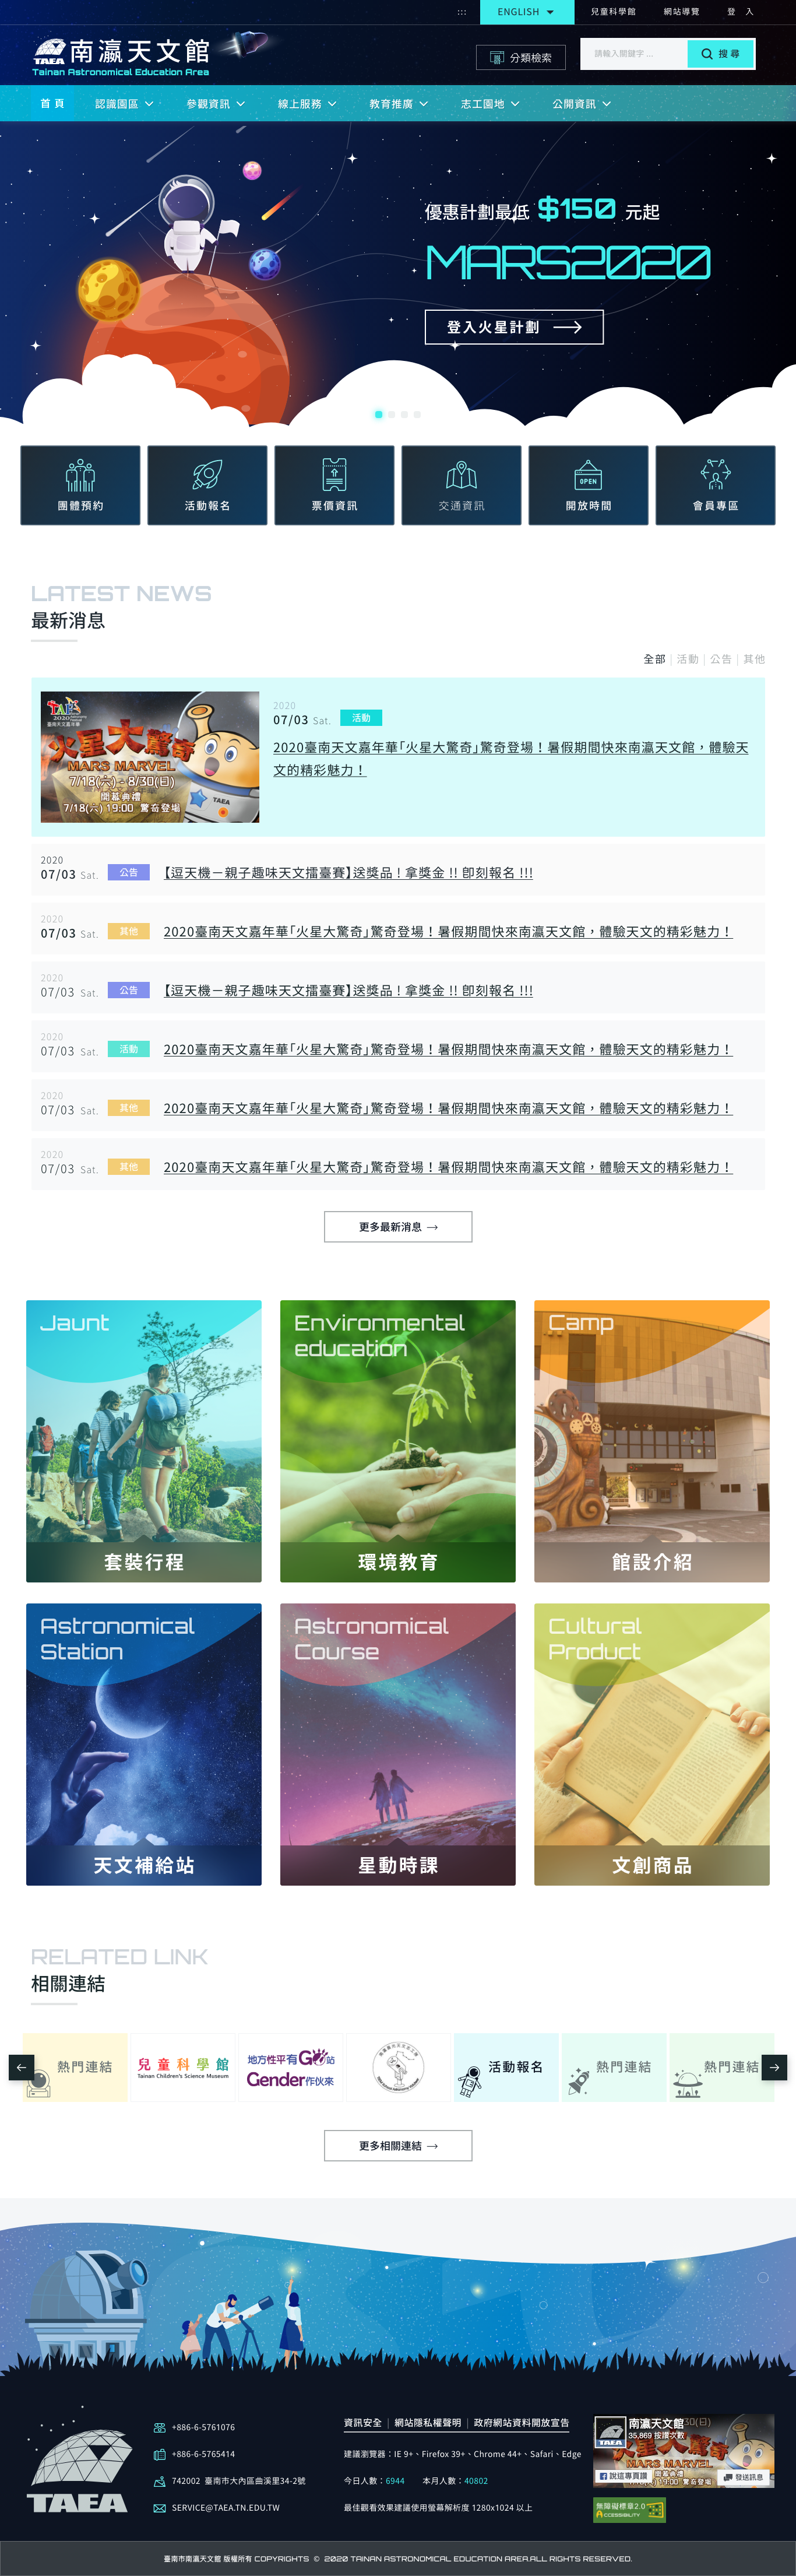 :::
ENGLISH
兒童科學館
網站導覽
登 入
TAEA
南瀛天文館
Tainan Astronomical Education Area
分類檢索
請輸入關鍵字 ...
搜尋
首頁
認識園區
參觀資訊
線上服務
教育推廣
志工園地
公開資訊
優惠計劃最低 $150 元起
MARS2020
登入火星計劃
團體預約
活動報名
票價資訊
交通資訊
OPEN
開放時間
會員專區
LATEST NEWS
最新消息
全部 | 活動 | 公告 | 其他
2020臺南天文嘉年華
火星大驚奇
MARS MARVEL
7/18(六) - 8/30(日)
開幕典禮
7/18(六) 19:00 驚奇登場
TAEA
2020
07/03 Sat.
活動
2020臺南天文嘉年華「火星大驚奇」驚奇登場！暑假期間快來南瀛天文館，體驗天
文的精彩魅力！
2020
07/03 Sat.
公告
【逗天機－親子趣味天文擂臺賽】送獎品 ! 拿獎金 !! 卽刻報名 !!!
2020
07/03 Sat.
其他
2020臺南天文嘉年華「火星大驚奇」驚奇登場！暑假期間快來南瀛天文館，體驗天文的精彩魅力！
2020
07/03 Sat.
公告
【逗天機－親子趣味天文擂臺賽】送獎品 ! 拿獎金 !! 卽刻報名 !!!
2020
07/03 Sat.
活動
2020臺南天文嘉年華「火星大驚奇」驚奇登場！暑假期間快來南瀛天文館，體驗天文的精彩魅力！
2020
07/03 Sat.
其他
2020臺南天文嘉年華「火星大驚奇」驚奇登場！暑假期間快來南瀛天文館，體驗天文的精彩魅力！
2020
07/03 Sat.
其他
2020臺南天文嘉年華「火星大驚奇」驚奇登場！暑假期間快來南瀛天文館，體驗天文的精彩魅力！
更多最新消息
Jaunt
套裝行程
Environmental
education
環境教育
Camp
館設介紹
Astronomical
Station
天文補給站
Astronomical
Course
星動時課
Cultural
Product
文創商品
RELATED LINK
相關連結
熱門連結
兒童科學館
Tainan Children's Science Museum
地方性平有GO站
Gender作伙來
活動報名
熱門連結
熱門連結
更多相關連結
TAEA
+886-6-5761076
+886-6-5765414
742002 臺南市大內區曲溪里34-2號
SERVICE@TAEA.TN.EDU.TW
資訊安全 | 網站隱私權聲明 | 政府網站資料開放宣告
建議瀏覽器：IE 9+、Firefox 39+、Chrome 44+、Safari、Edge
今日人數：6944 本月人數：40802
最佳觀看效果建議使用螢幕解析度 1280x1024 以上
南瀛天文館
35,869 按讚次數
說這專頁讚
發送訊息
無障礙標章2.0
臺南市南瀛天文館 版權所有 COPYRIGHTS © 2020 TAINAN ASTRONOMICAL EDUCATION AREA.ALL RIGHTS RESERVED.